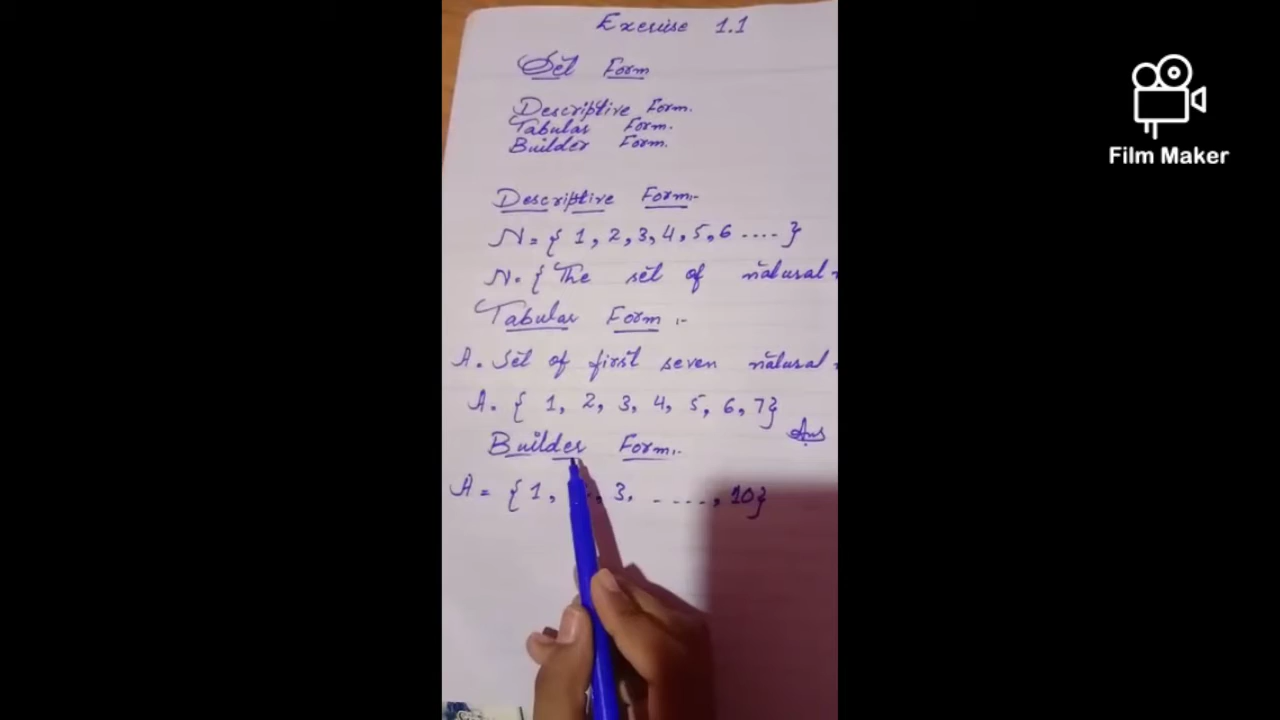 Exercise 1.1
Set Form
Descriptive Form.
Tabular Form.
Builder Form.
Descriptive Form:-
N = { 1, 2, 3, 4, 5, 6 .... }
N = { The set of natural
Tabular Form :-
A = Set of first seven natural
A = { 1, 2, 3, 4, 5, 6, 7}
Ans
Builder Form:-
A = { 1, , 3, ....., 10}
Film Maker